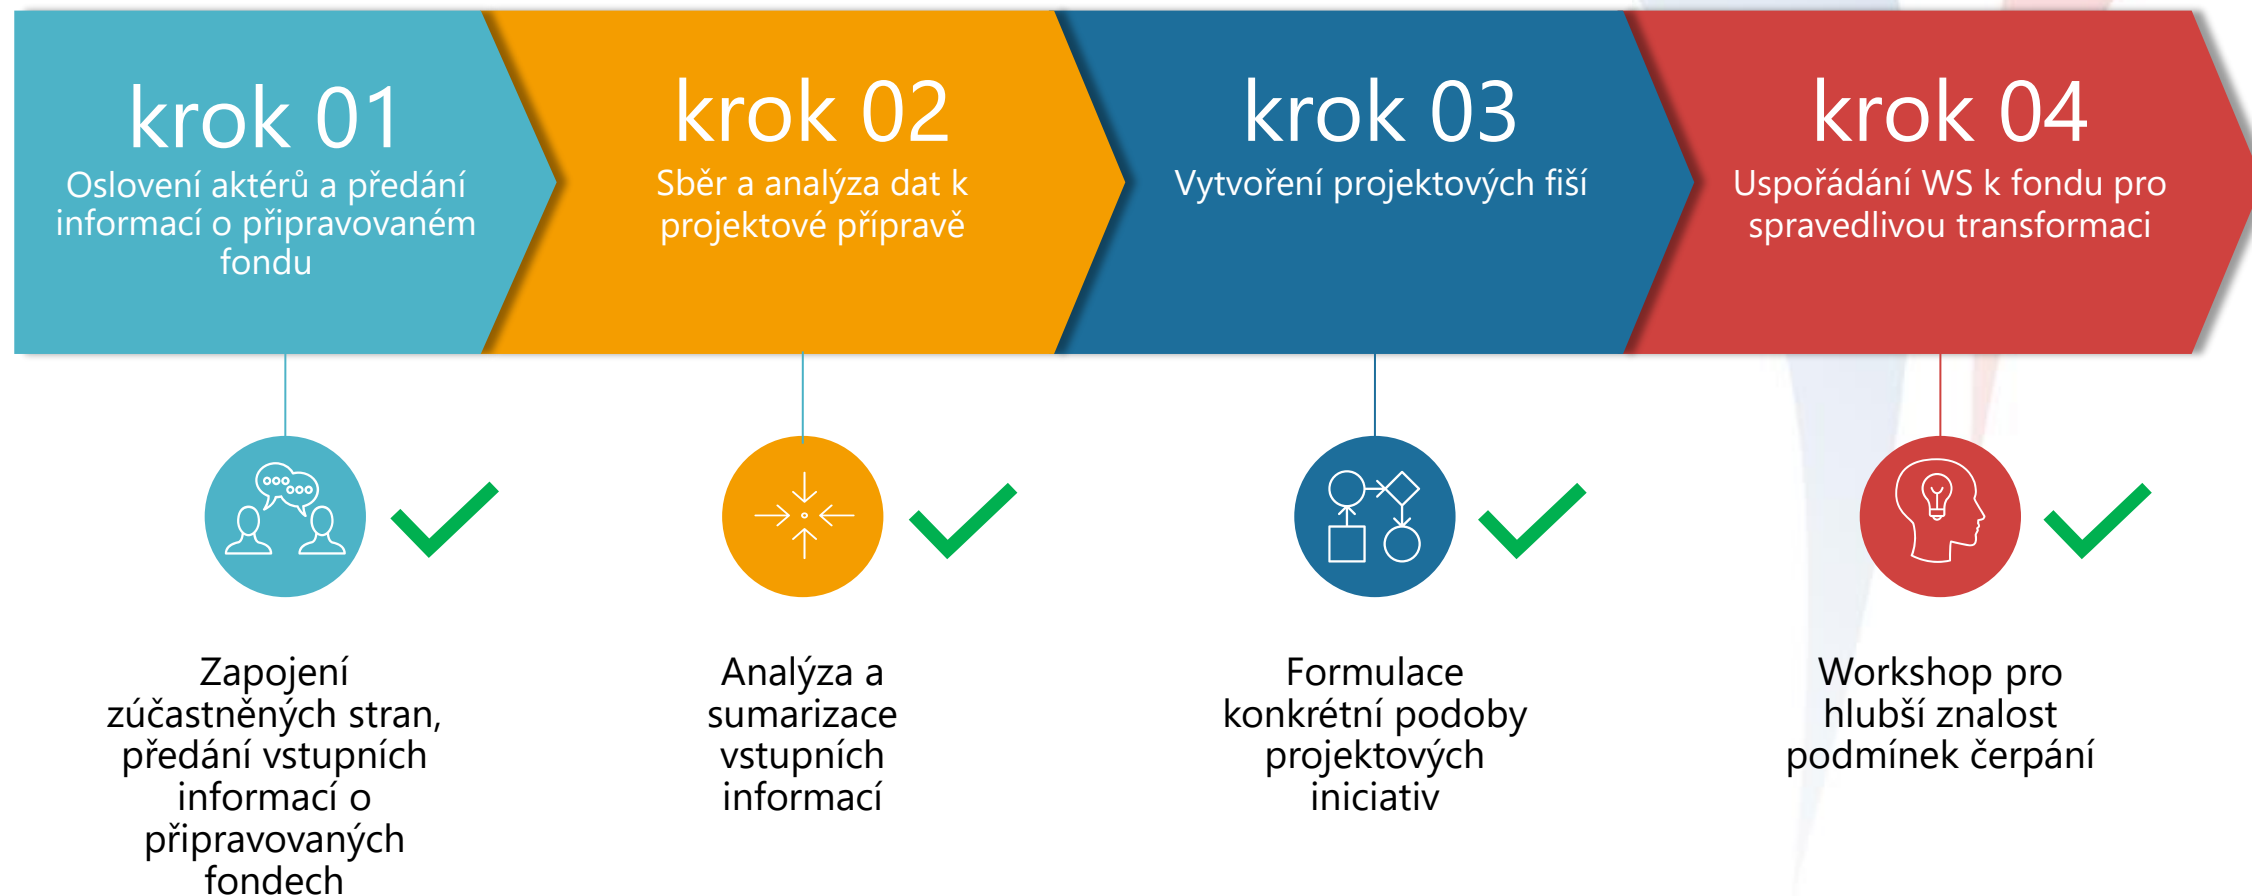 krok 01
Oslovení aktérů a předání
informací o připravovaném
fondu
krok 02
Sběr a analýza dat k
projektové přípravě
krok 03
Vytvoření projektových fiší
krok 04
Uspořádání WS k fondu pro
spravedlivou transformaci
Zapojení
zúčastněných stran,
předání vstupních
informací o
připravovaných
fondech
Analýza a
sumarizace
vstupních
informací
Formulace
konkrétní podoby
projektových
iniciativ
Workshop pro
hlubší znalost
podmínek čerpání